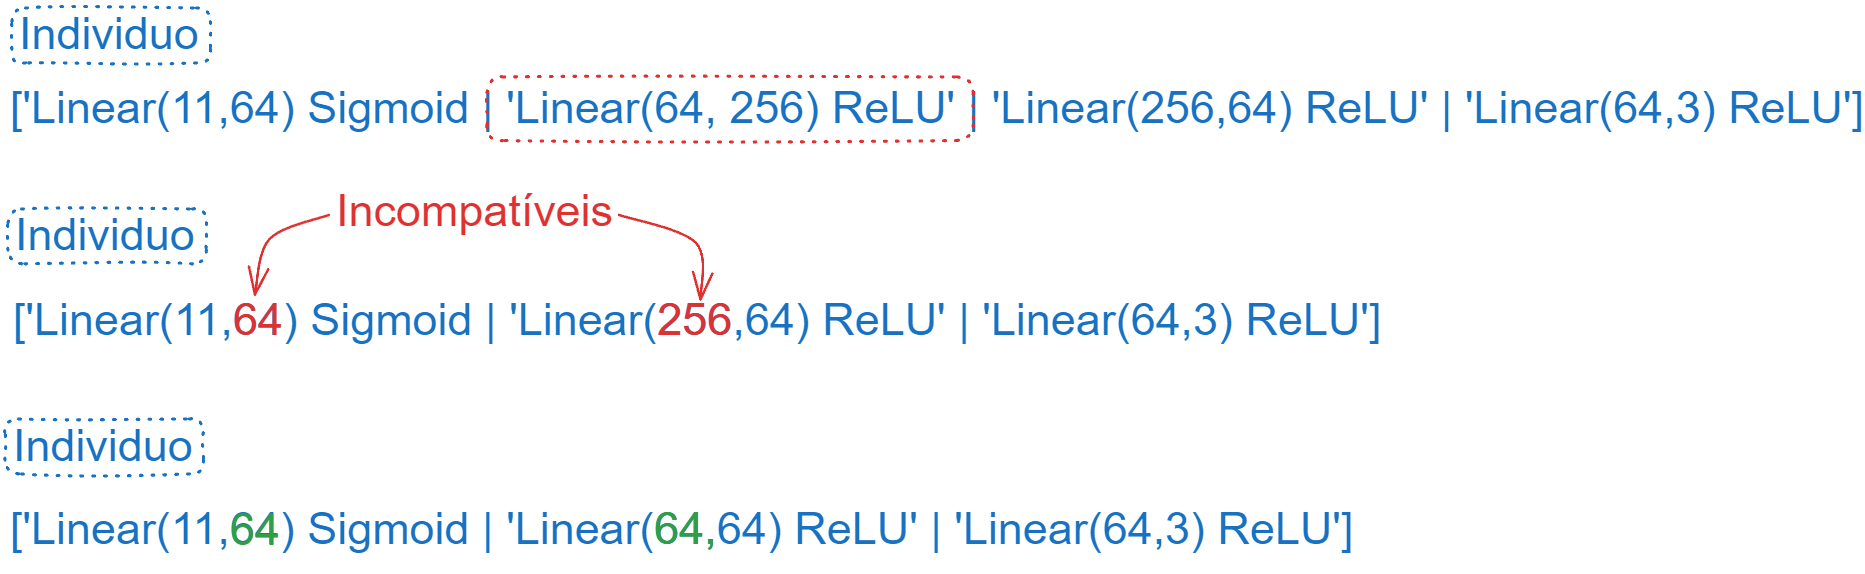 Individuo
['Linear(11,64) Sigmoid | 'Linear(64, 256) ReLU' | 'Linear(256,64) ReLU' | 'Linear(64,3) ReLU']
Incompatíveis
Individuo
['Linear(11,64) Sigmoid | 'Linear(256,64) ReLU' | 'Linear(64,3) ReLU']
Individuo
['Linear(11,64) Sigmoid | 'Linear(64,64) ReLU' | 'Linear(64,3) ReLU']